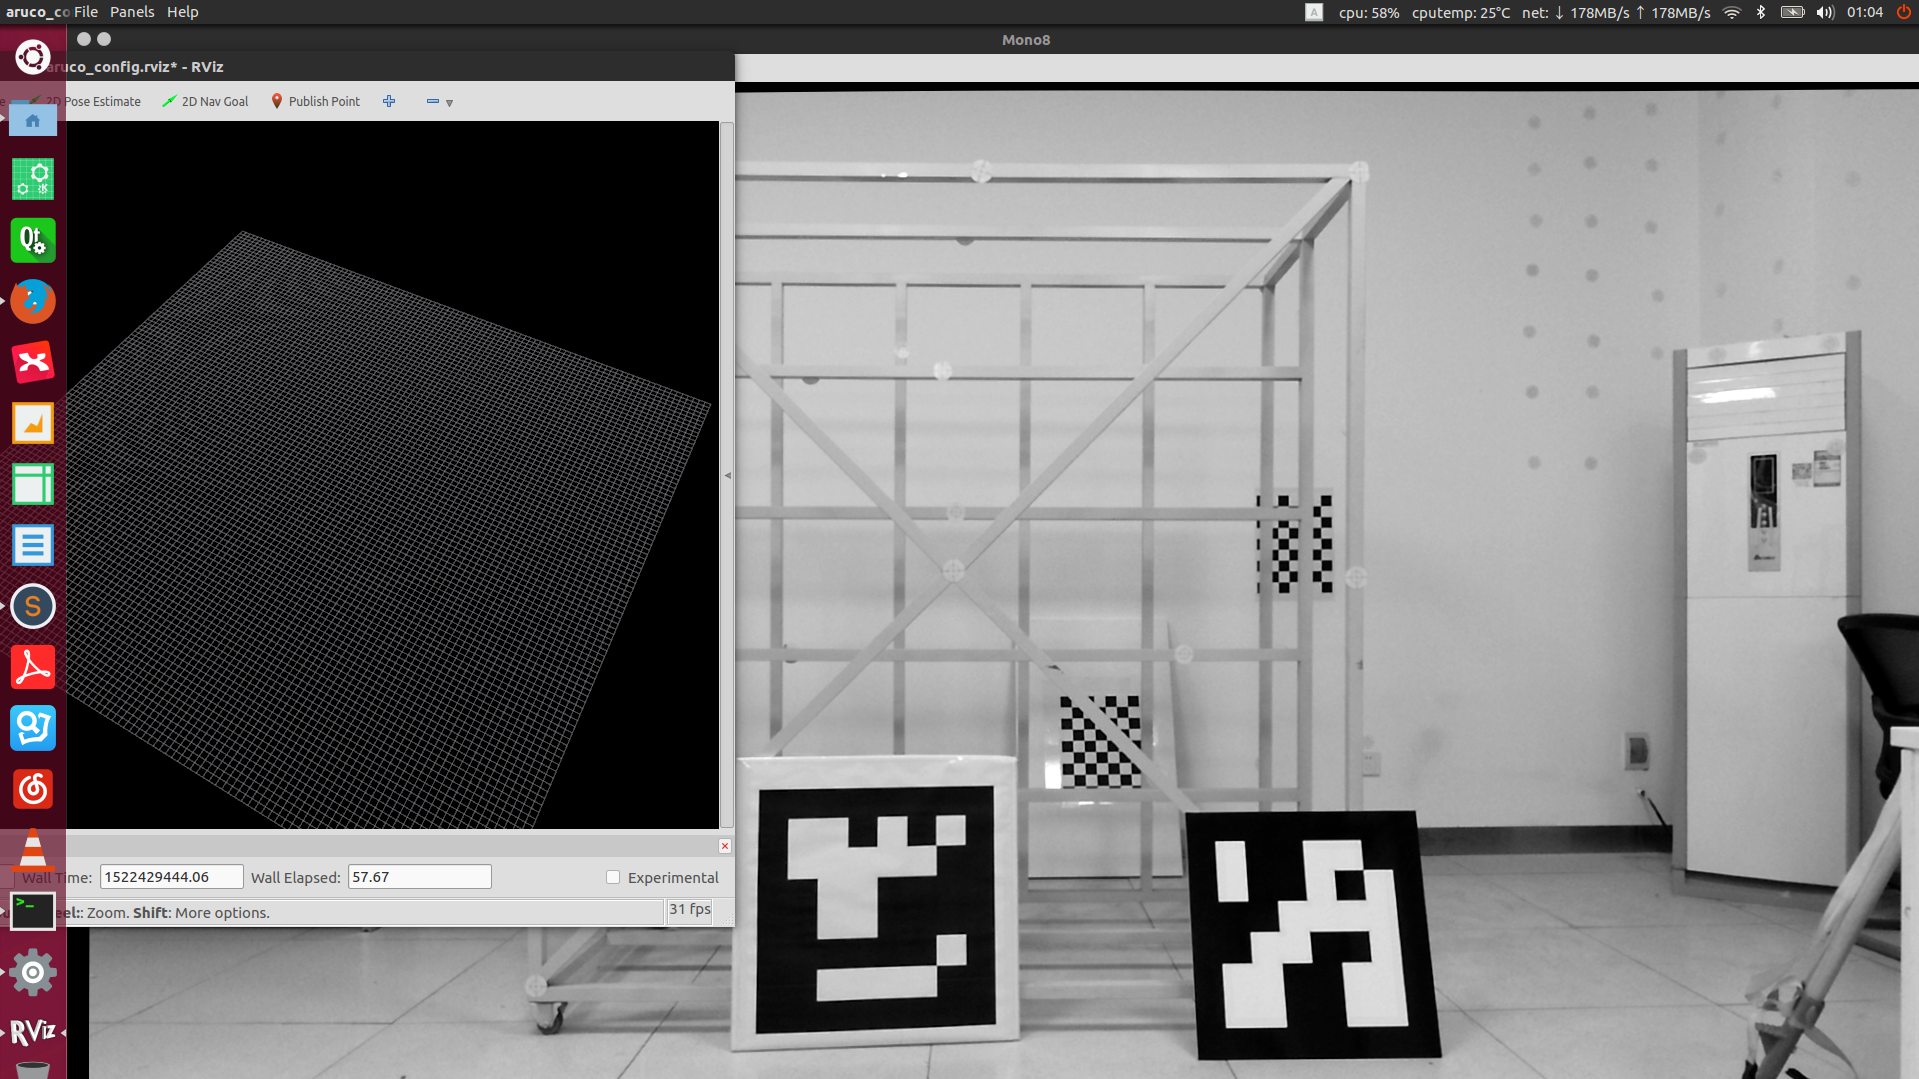 aruco_co File Panels Help
A cpu: 58% cputemp: 25°C net: ↓ 178MB/s ↑ 178MB/s 01:04
Mono8
aruco_config.rviz* - RViz
2D Pose Estimate 2D Nav Goal Publish Point
Qt
S
Wall Time: 1522429444.06 Wall Elapsed: 57.67 Experimental
eel: Zoom. Shift: More options. 31 fps
>_
RViz